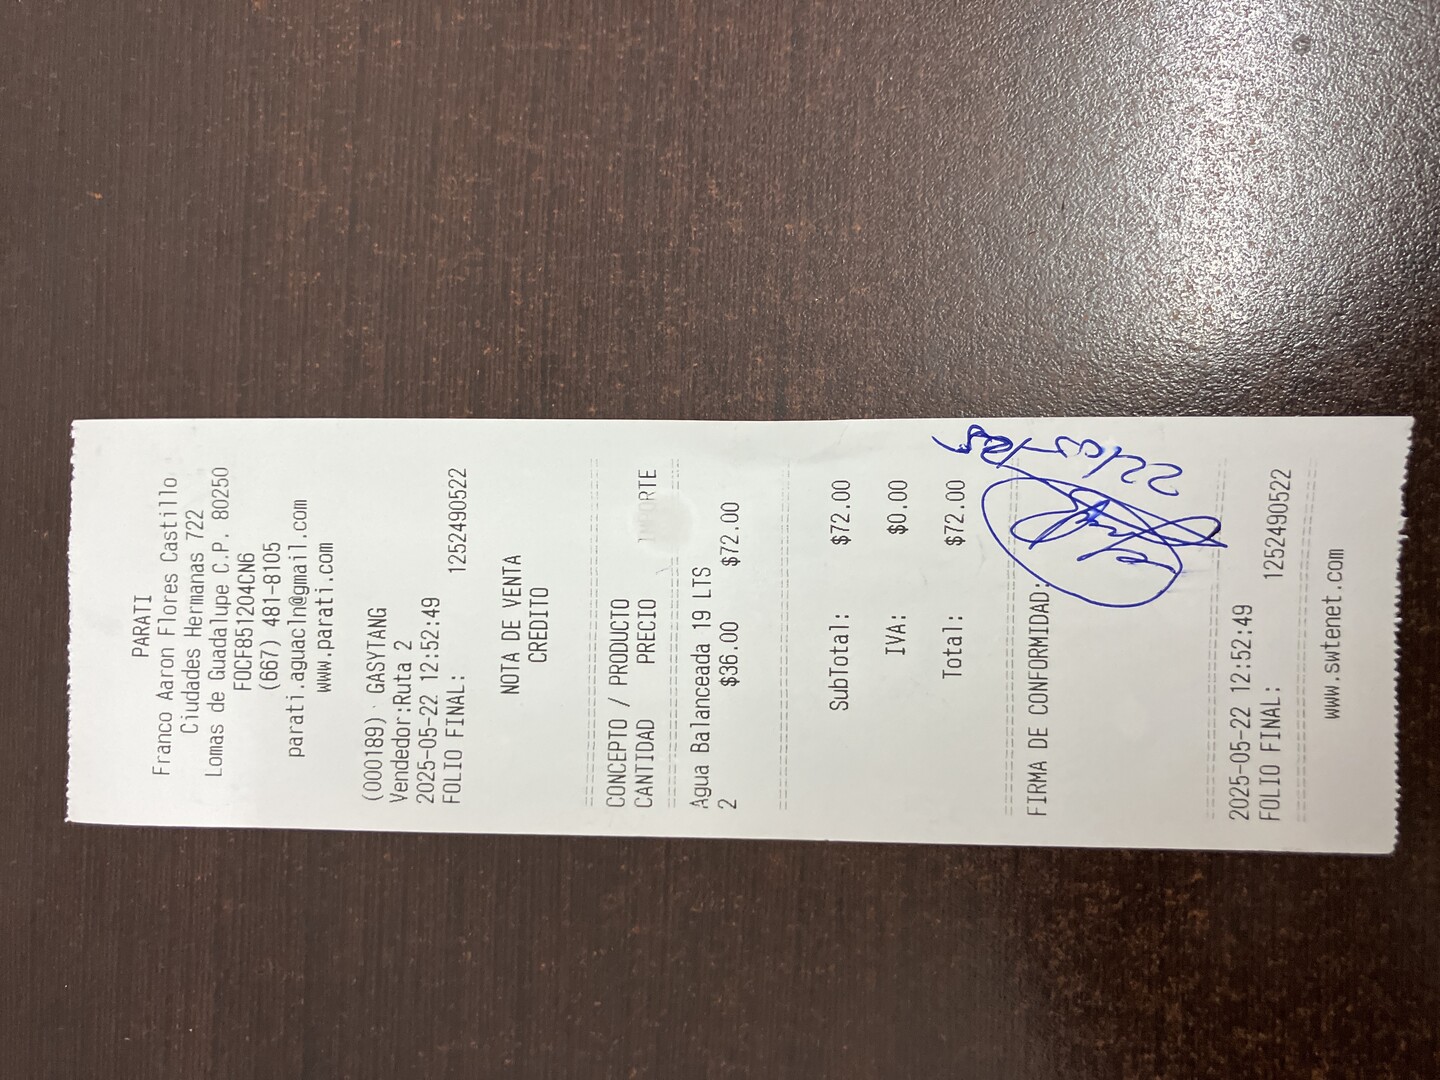 PARATI
Franco Aaron Flores Castillo
Ciudades Hermanas 722
Lomas de Guadalupe C.P. 80250
FOCF851204CN6
(667) 481-8105
parati.aguacln@gmail.com
www.parati.com
(000189) GASYTANG
Vendedor:Ruta 2
2025-05-22 12:52:49
FOLIO FINAL: 1252490522
NOTA DE VENTA
CREDITO
CONCEPTO / PRODUCTO
CANTIDAD PRECIO IMPORTE
Agua Balanceada 19 LTS
2 $36.00 $72.00
SubTotal: $72.00
IVA: $0.00
Total: $72.00
FIRMA DE CONFORMIDAD:
2025-05-22 12:52:49
FOLIO FINAL: 1252490522
www.swtenet.com